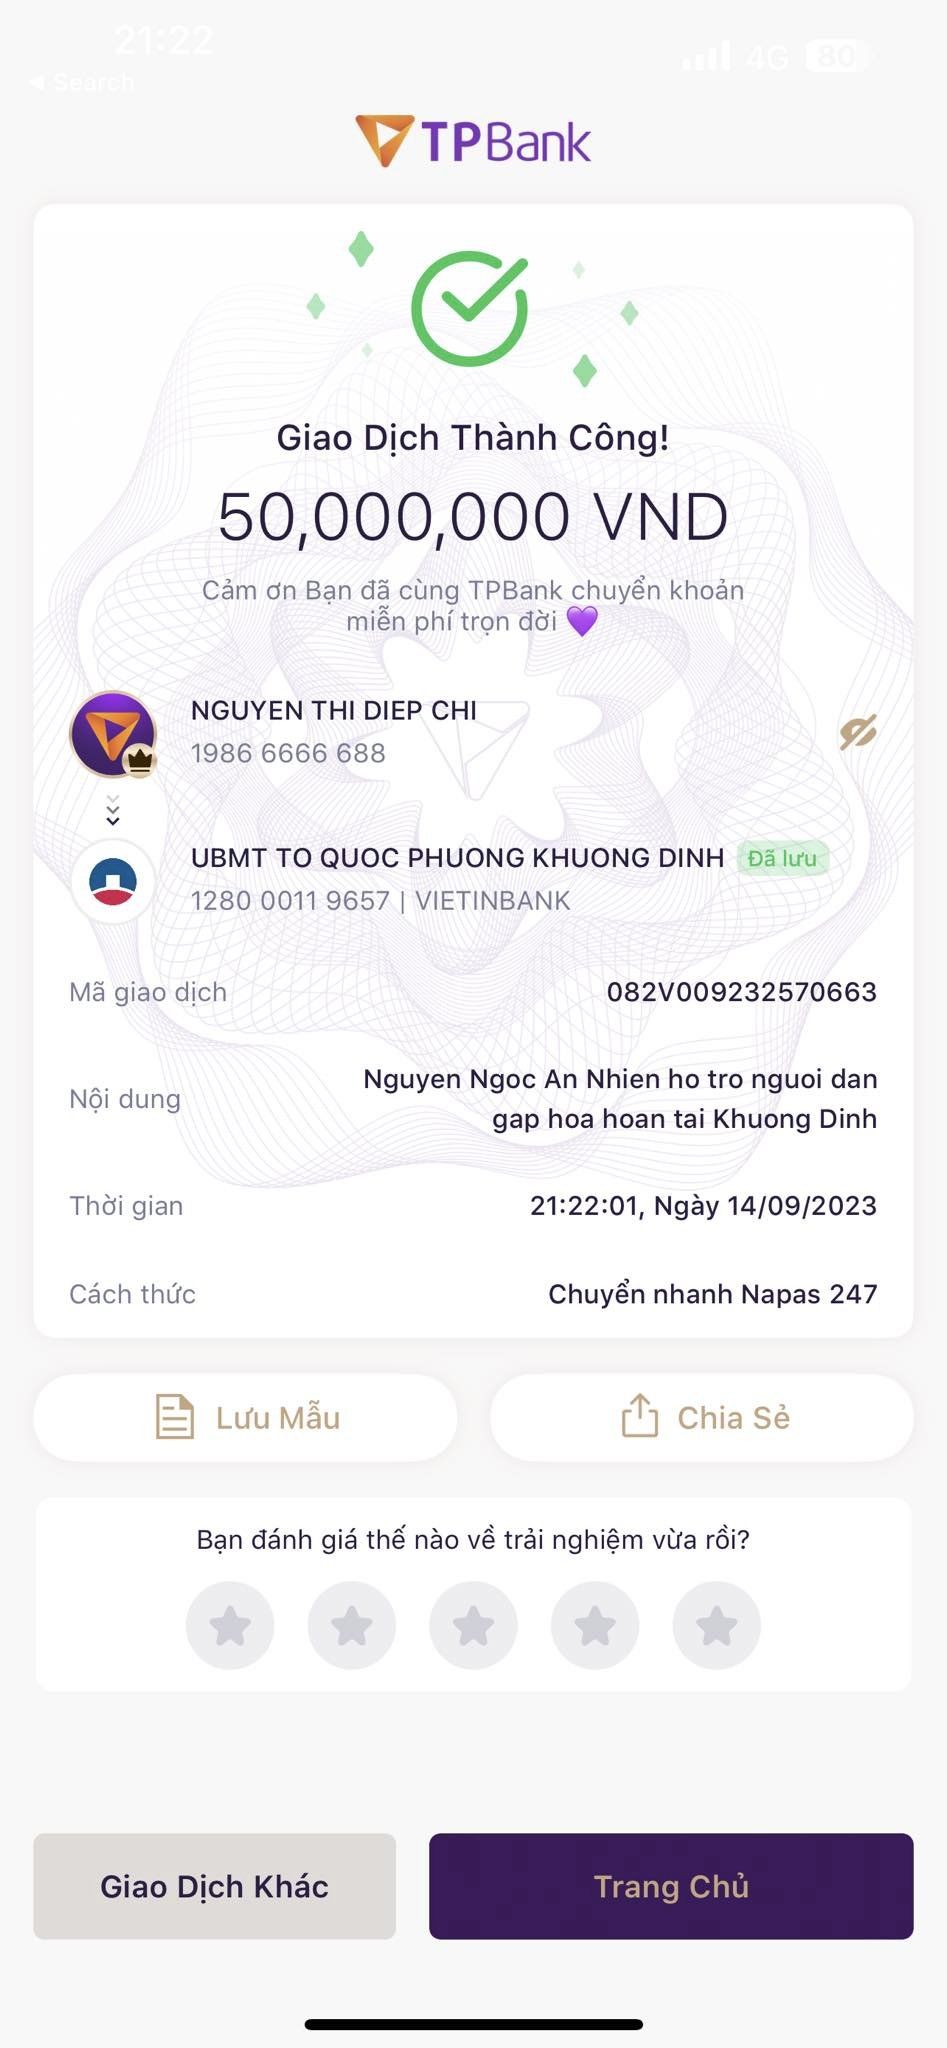 21:22
4G 80
◀ Search
TPBank
Giao Dịch Thành Công!
50,000,000 VND
Cảm ơn Bạn đã cùng TPBank chuyển khoản
miễn phí trọn đời 💜
NGUYEN THI DIEP CHI
1986 6666 688
UBMT TO QUOC PHUONG KHUONG DINH Đã lưu
1280 0011 9657 | VIETINBANK
Mã giao dịch 082V009232570663
Nội dung Nguyen Ngoc An Nhien ho tro nguoi dan
gap hoa hoan tai Khuong Dinh
Thời gian 21:22:01, Ngày 14/09/2023
Cách thức Chuyển nhanh Napas 247
Lưu Mẫu Chia Sẻ
Bạn đánh giá thế nào về trải nghiệm vừa rồi?
Giao Dịch Khác Trang Chủ